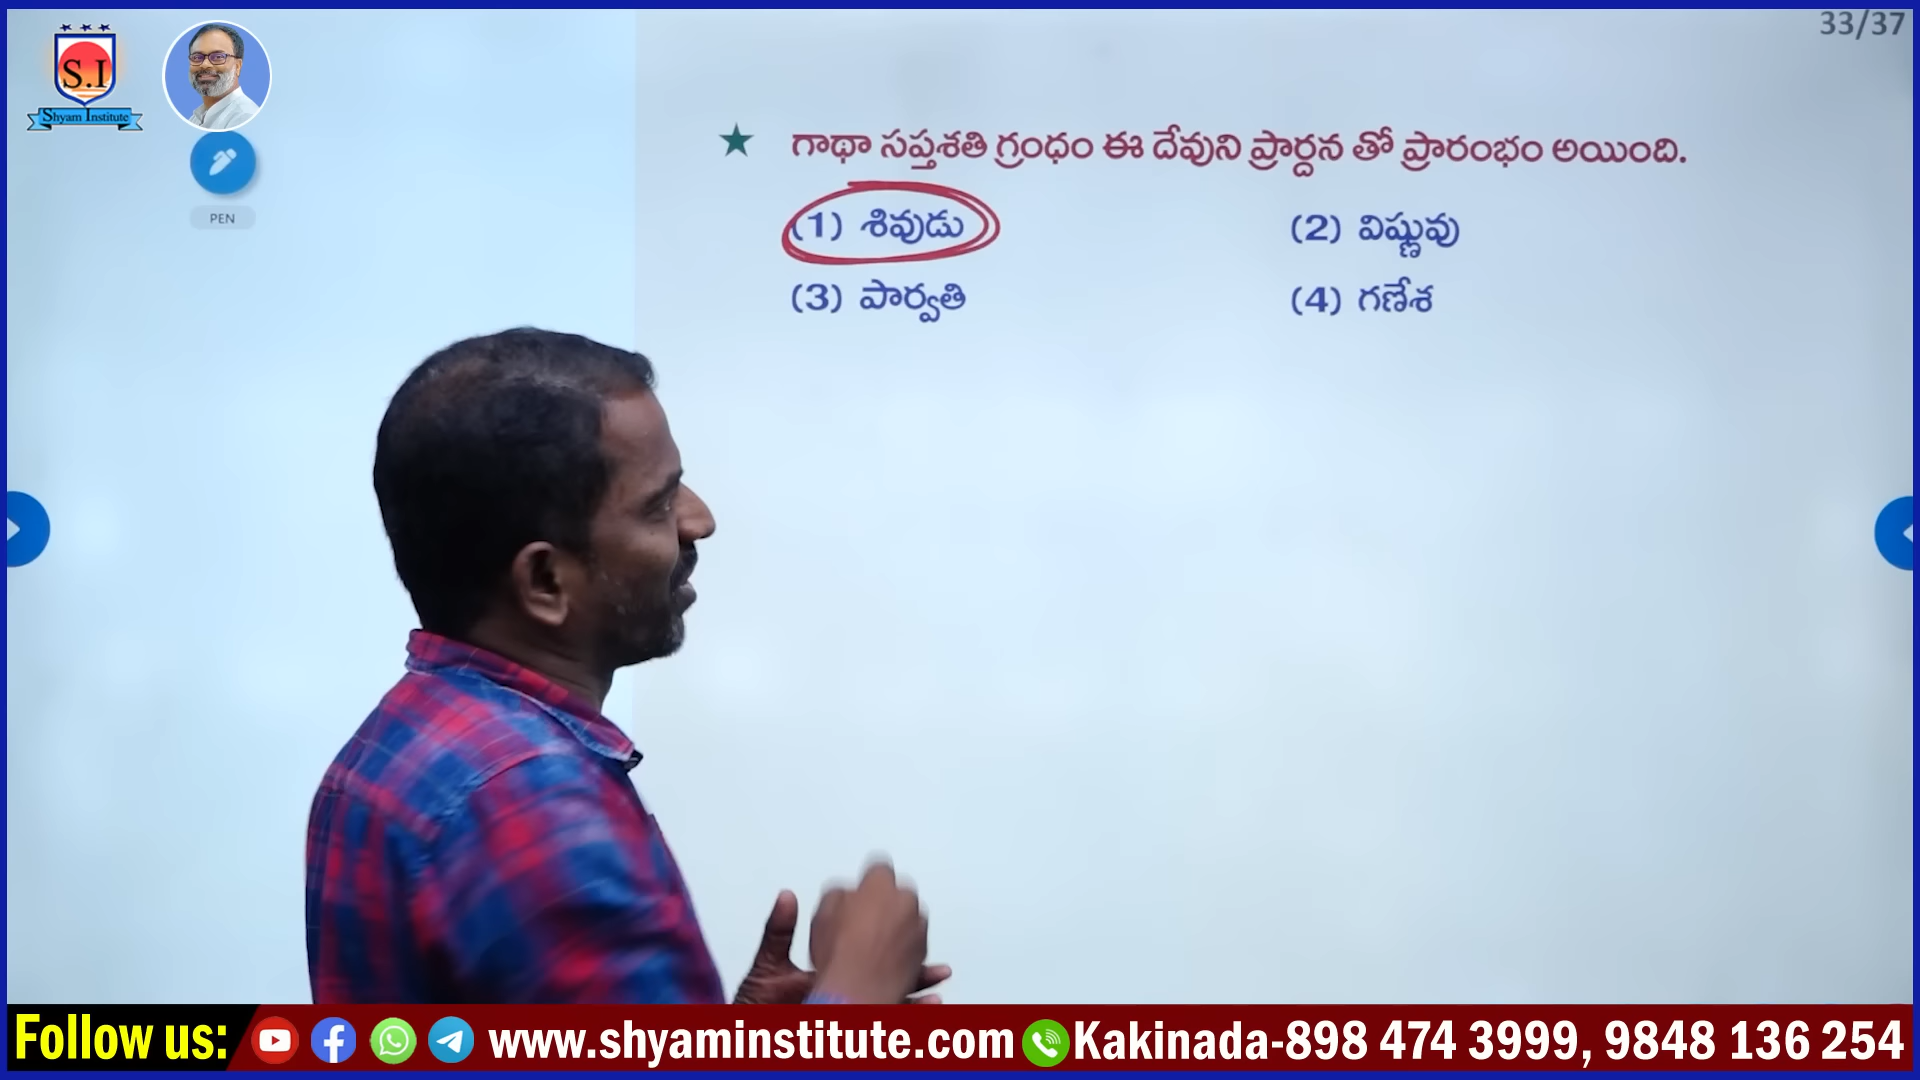 33/37
S.I
Shyam Institute
PEN
★ గాథా సప్తశతి గ్రంధం ఈ దేవుని ప్రార్దన తో ప్రారంభం అయింది.
(1) శివుడు (2) విష్ణువు
(3) పార్వతి (4) గణేశ
Follow us: www.shyaminstitute.com Kakinada-898 474 3999, 9848 136 254